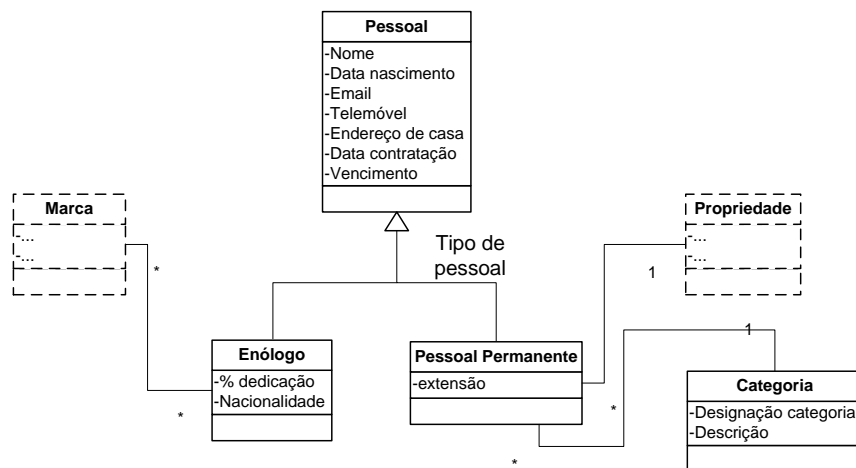 Pessoal
-Nome
-Data nascimento
-Email
-Telemóvel
-Endereço de casa
-Data contratação
-Vencimento
Marca
-...
-...
*
Tipo de
pessoal
Propriedade
-...
-...
1
1
Enólogo
-% dedicação
-Nacionalidade
*
Pessoal Permanente
-extensão
*
*
Categoria
-Designação categoria
-Descrição